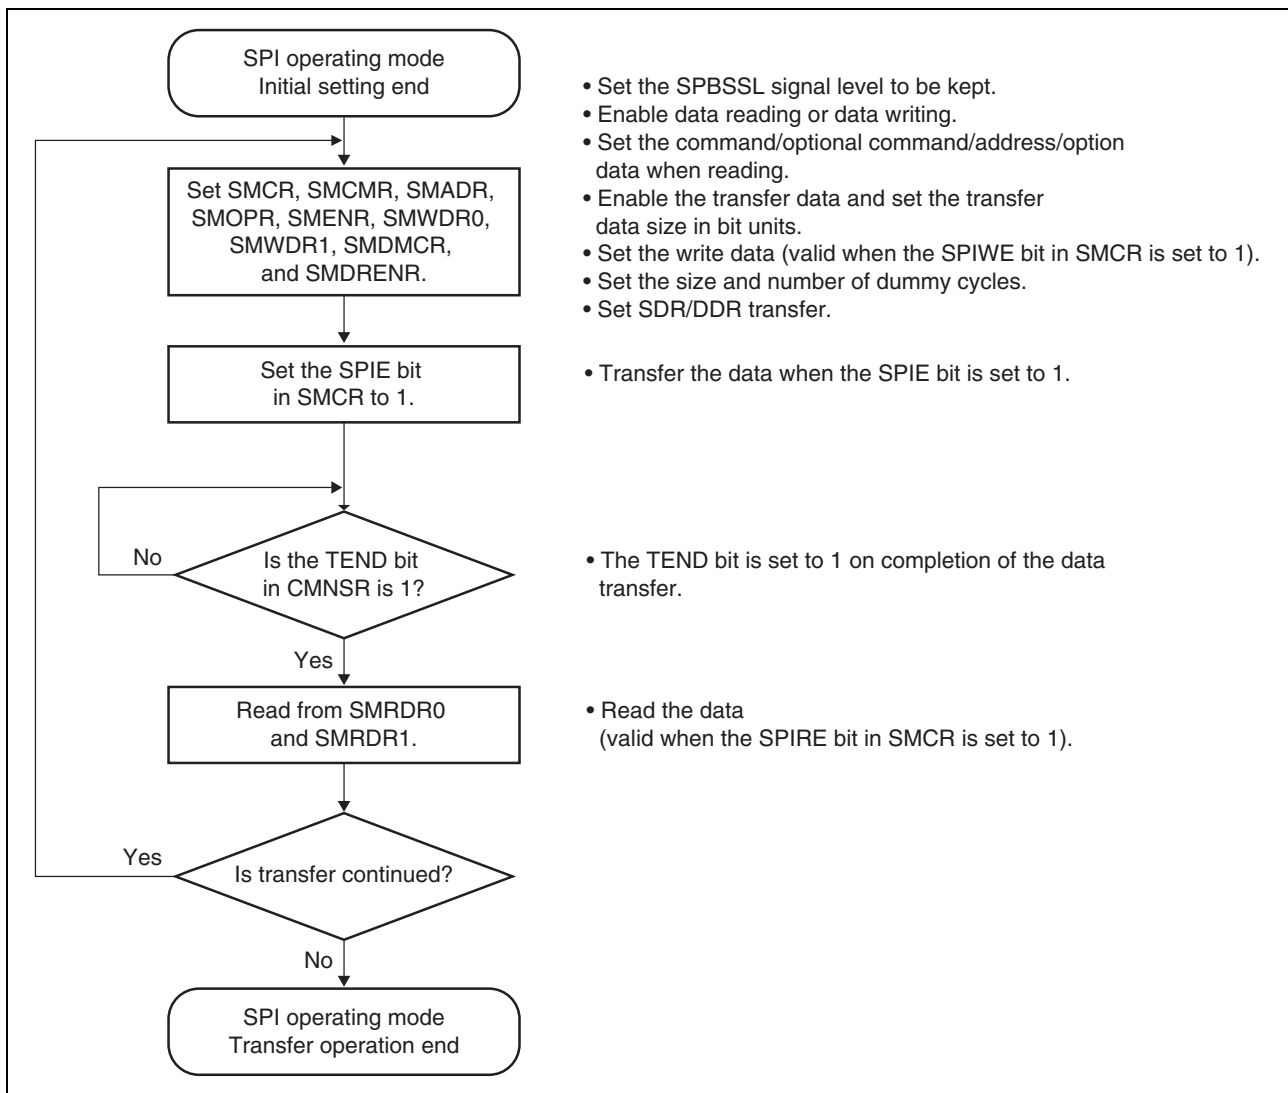 SPI operating mode
Initial setting end
• Set the SPBSSL signal level to be kept.
• Enable data reading or data writing.
• Set the command/optional command/address/option
data when reading.
• Enable the transfer data and set the transfer
data size in bit units.
• Set the write data (valid when the SPIWE bit in SMCR is set to 1).
• Set the size and number of dummy cycles.
• Set SDR/DDR transfer.
Set SMCR, SMCMR, SMADR,
SMOPR, SMENR, SMWDR0,
SMWDR1, SMDMCR,
and SMDRENR.
Set the SPIE bit
in SMCR to 1.
• Transfer the data when the SPIE bit is set to 1.
No
Is the TEND bit
in CMNSR is 1?
• The TEND bit is set to 1 on completion of the data
transfer.
Yes
Read from SMRDR0
and SMRDR1.
• Read the data
(valid when the SPIRE bit in SMCR is set to 1).
Yes
Is transfer continued?
No
SPI operating mode
Transfer operation end